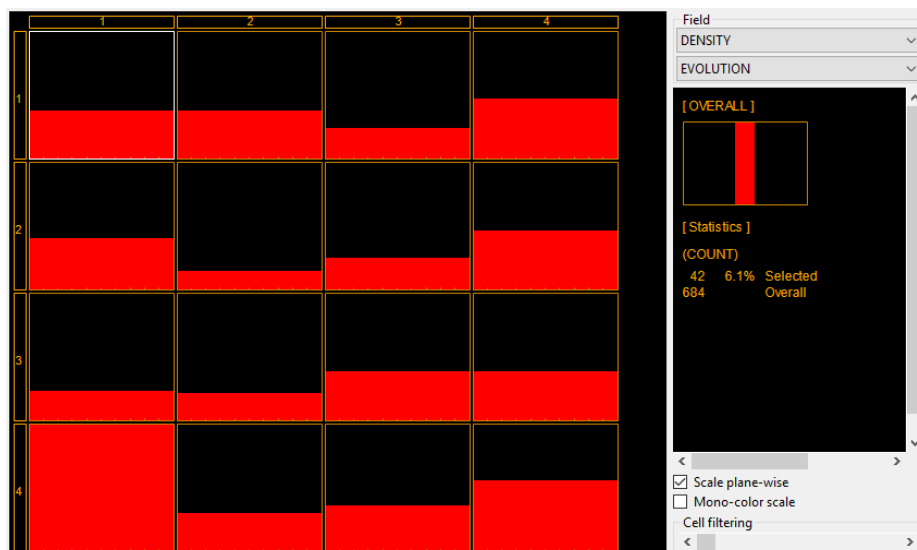 1 2 3 4
1
2
3
4
Field
DENSITY
EVOLUTION
[ OVERALL ]
[ Statistics ]
(COUNT)
42 6.1% Selected
684 Overall
Scale plane-wise
Mono-color scale
Cell filtering